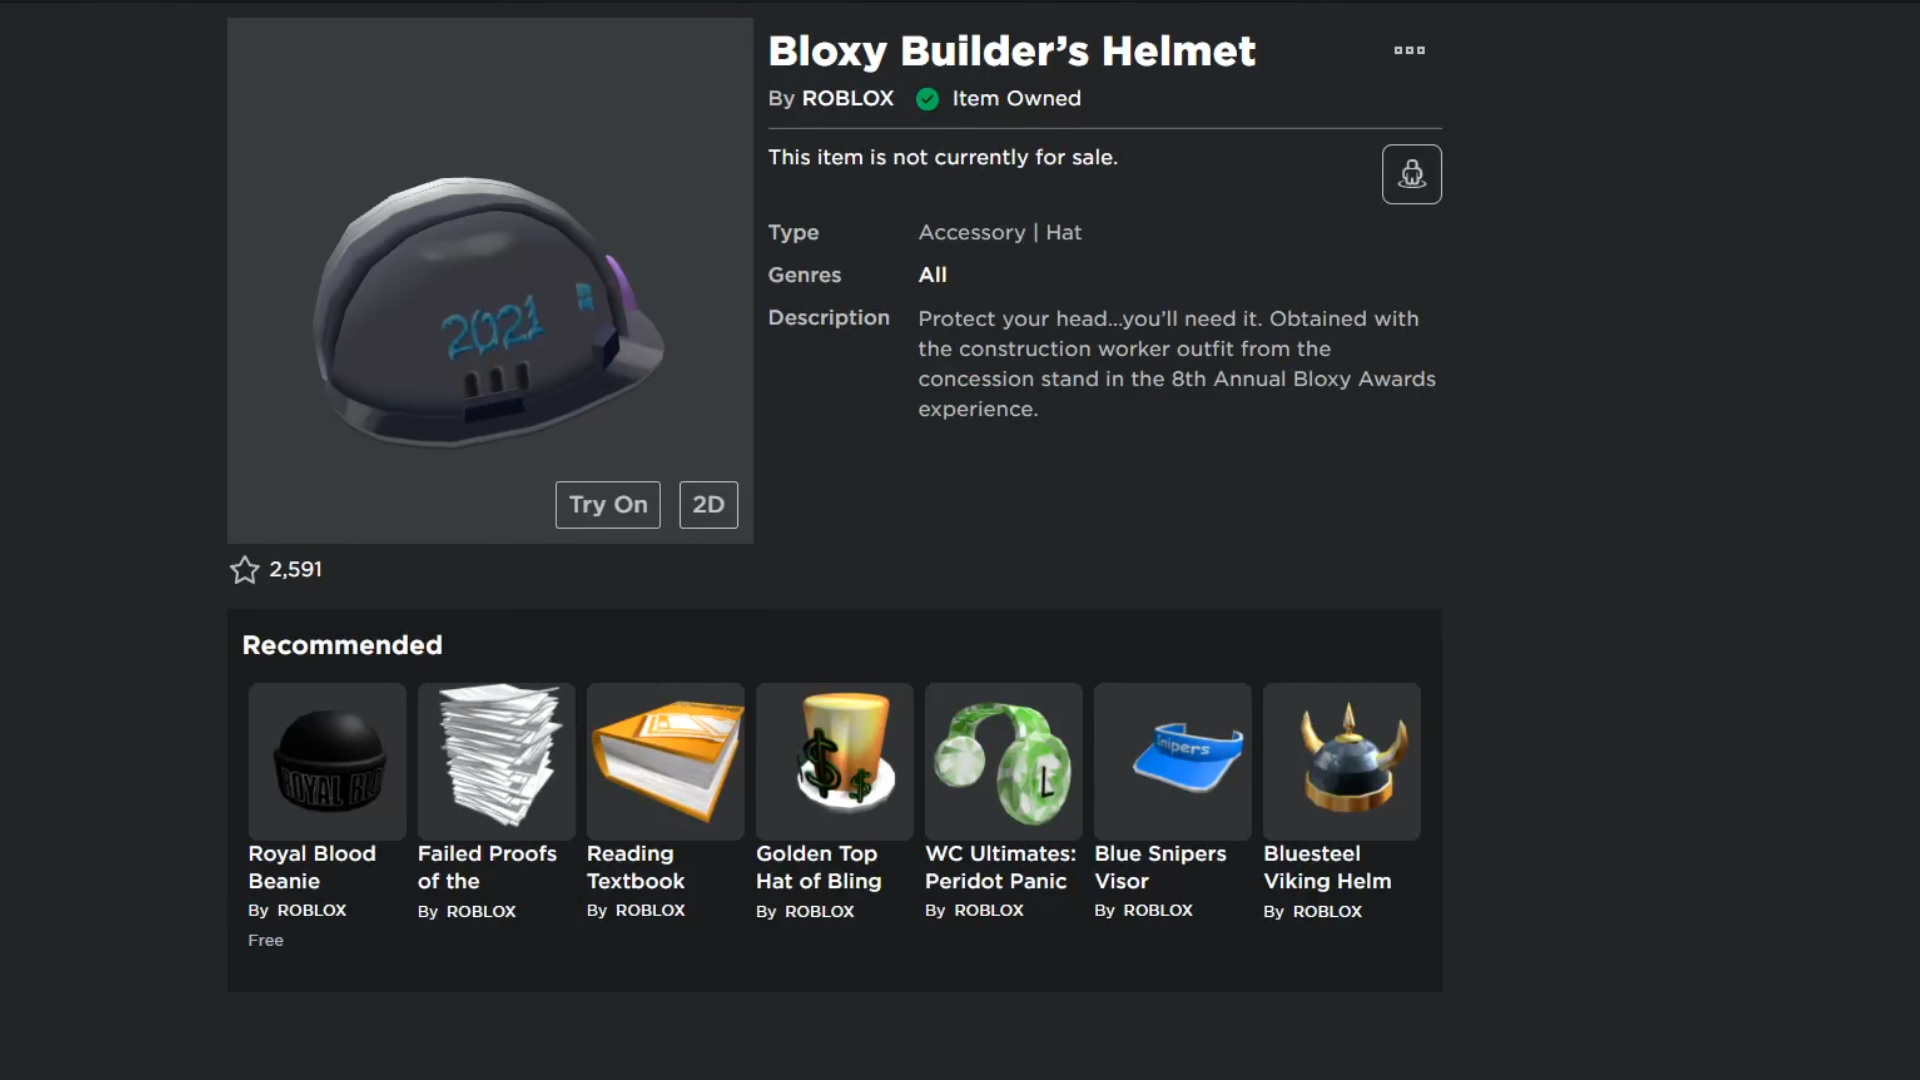 Bloxy Builder’s Helmet
By ROBLOX Item Owned
This item is not currently for sale.
Type Accessory | Hat
Genres All
Description Protect your head...you’ll need it. Obtained with
the construction worker outfit from the
concession stand in the 8th Annual Bloxy Awards
experience.
2021
Try On 2D
2,591
Recommended
ROYAL BLO
$ $
L
Snipers
Royal Blood Failed Proofs Reading Golden Top WC Ultimates: Blue Snipers Bluesteel
Beanie of the Textbook Hat of Bling Peridot Panic Visor Viking Helm
By ROBLOX By ROBLOX By ROBLOX By ROBLOX By ROBLOX By ROBLOX By ROBLOX
Free